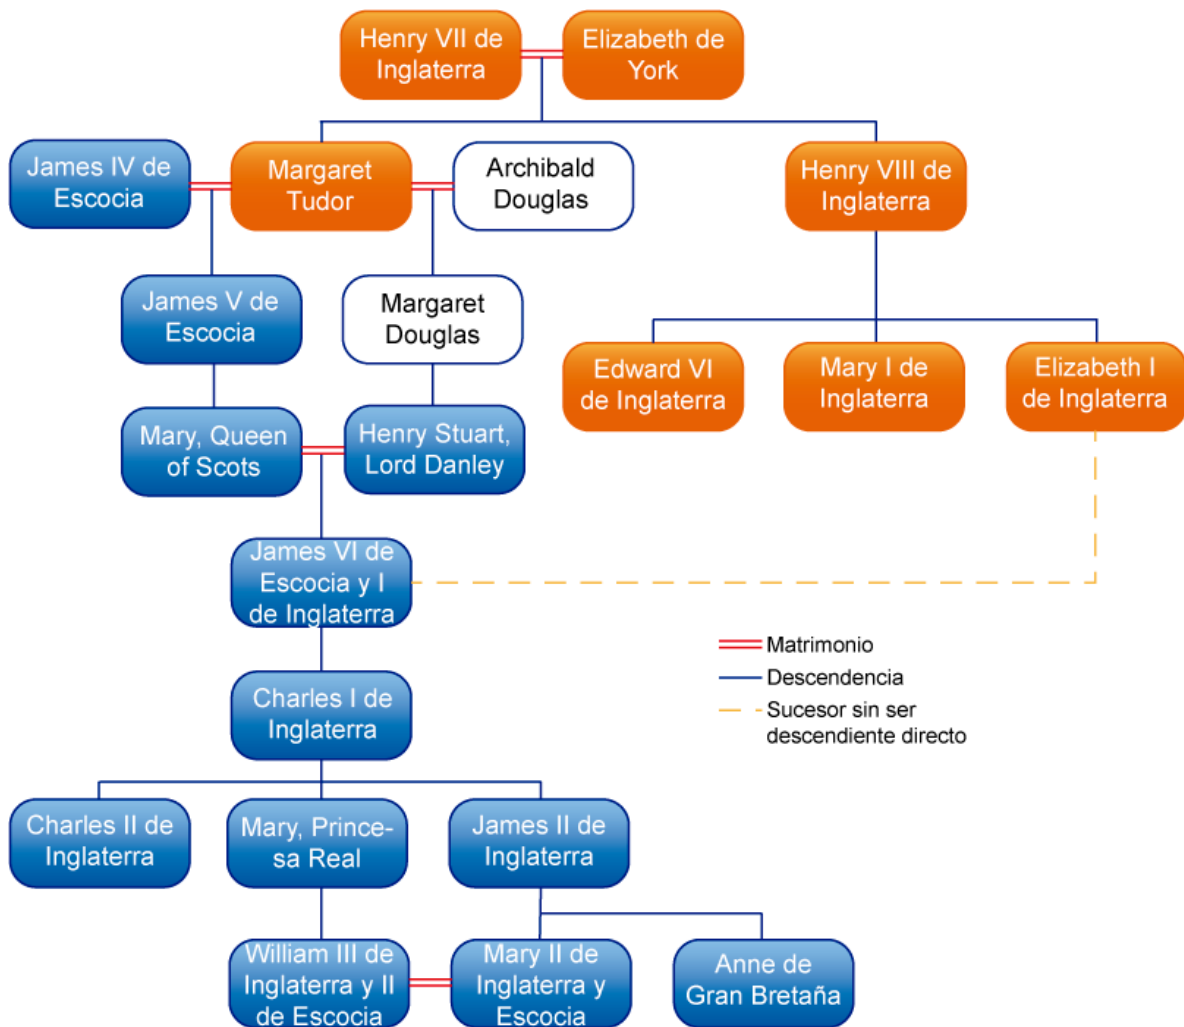 Henry VII de
Inglaterra
Elizabeth de
York
James IV de
Escocia
Margaret
Tudor
Archibald
Douglas
Henry VIII de
Inglaterra
James V de
Escocia
Margaret
Douglas
Edward VI
de Inglaterra
Mary I de
Inglaterra
Elizabeth I
de Inglaterra
Mary, Queen
of Scots
Henry Stuart,
Lord Danley
James VI de
Escocia y I
de Inglaterra
Matrimonio
Descendencia
Sucesor sin ser
descendiente directo
Charles I de
Inglaterra
Charles II de
Inglaterra
Mary, Prince-
sa Real
James II de
Inglaterra
William III de
Inglaterra y II
de Escocia
Mary II de
Inglaterra y
Escocia
Anne de
Gran Bretaña